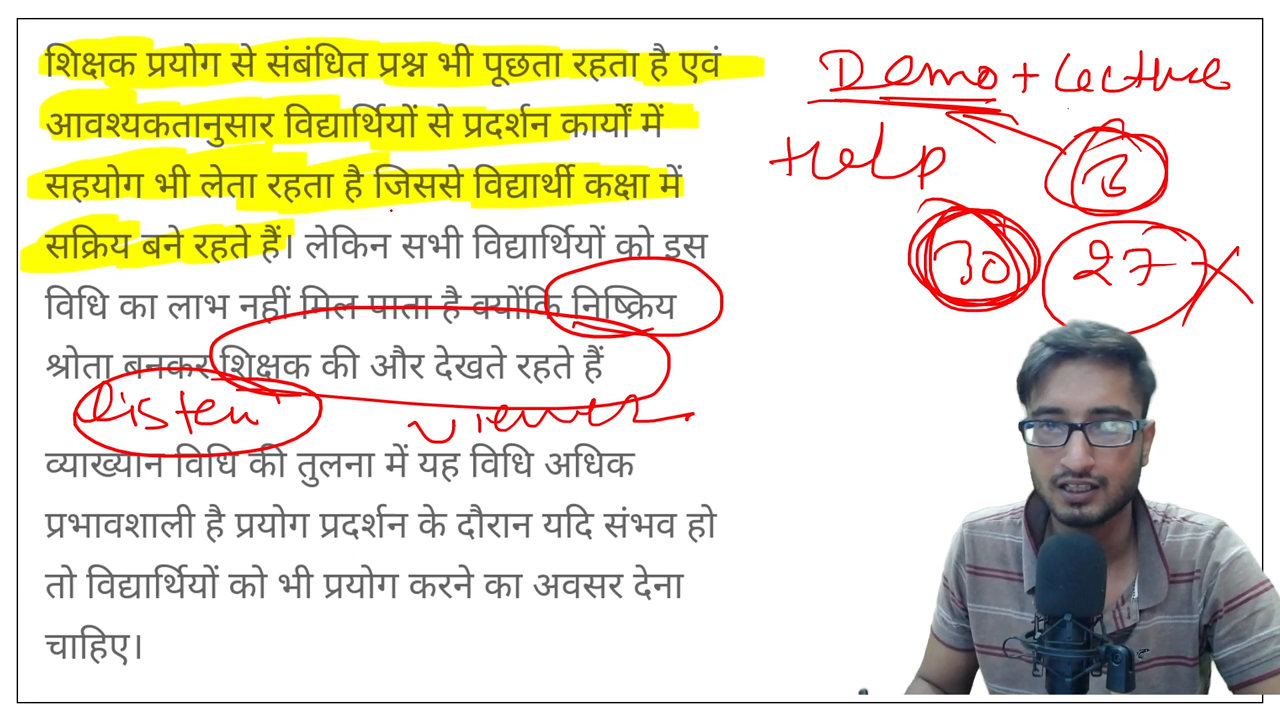 शिक्षक प्रयोग से संबंधित प्रश्न भी पूछता रहता है एवं
आवश्यकतानुसार विद्यार्थियों से प्रदर्शन कार्यों में
सहयोग भी लेता रहता है जिससे विद्यार्थी कक्षा में
सक्रिय बने रहते हैं। लेकिन सभी विद्यार्थियों को इस
विधि का लाभ नहीं मिल पाता है क्योंकि निष्क्रिय
श्रोता बनकर शिक्षक की और देखते रहते हैं
Listen
viewer
व्याख्यान विधि की तुलना में यह विधि अधिक
प्रभावशाली है प्रयोग प्रदर्शन के दौरान यदि संभव हो
तो विद्यार्थियों को भी प्रयोग करने का अवसर देना
चाहिए।
Demo + Lecture
Help
30
27